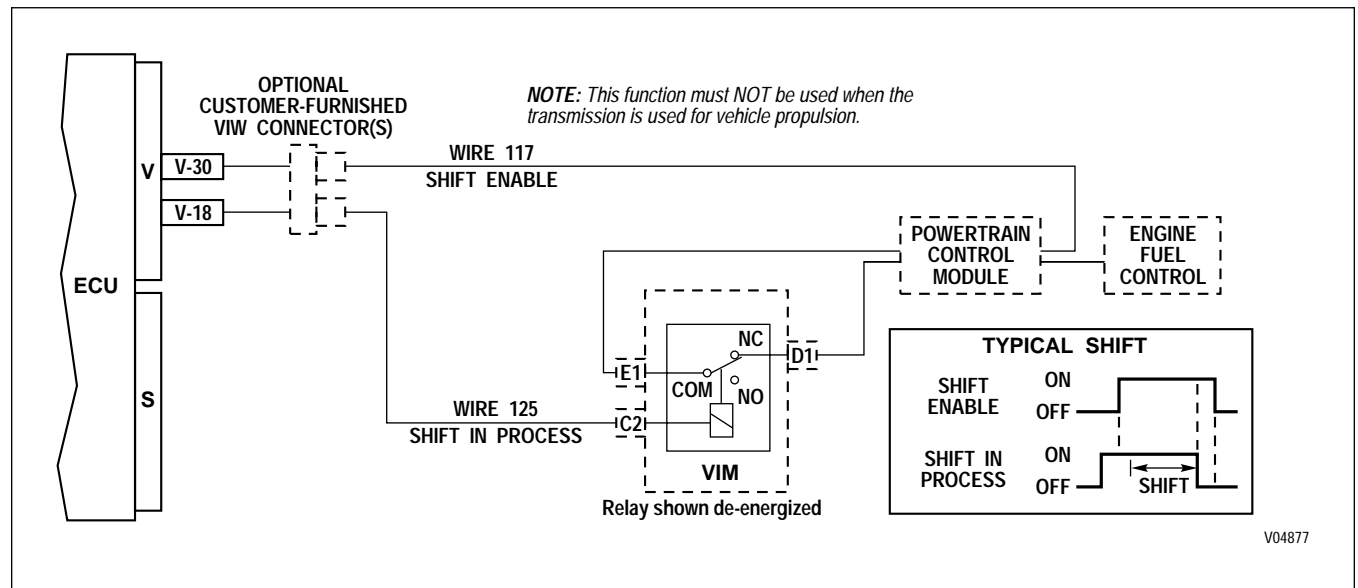 OPTIONAL
CUSTOMER-FURNISHED
VIW CONNECTOR(S)
NOTE: This function must NOT be used when the
transmission is used for vehicle propulsion.
ECU
V
V-30
V-18
S
WIRE 117
SHIFT ENABLE
WIRE 125
SHIFT IN PROCESS
POWERTRAIN
CONTROL
MODULE
ENGINE
FUEL
CONTROL
E1
C2
D1
NC
COM
NO
VIM
Relay shown de-energized
TYPICAL SHIFT
SHIFT
ENABLE
ON
OFF
SHIFT IN
PROCESS
ON
OFF
SHIFT
V04877